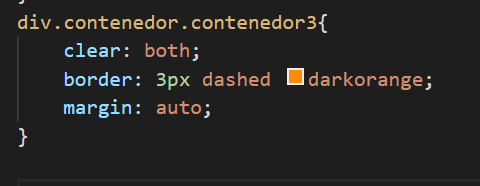 div.contenedor.contenedor3{
    clear: both;
    border: 3px dashed darkorange;
    margin: auto;
}